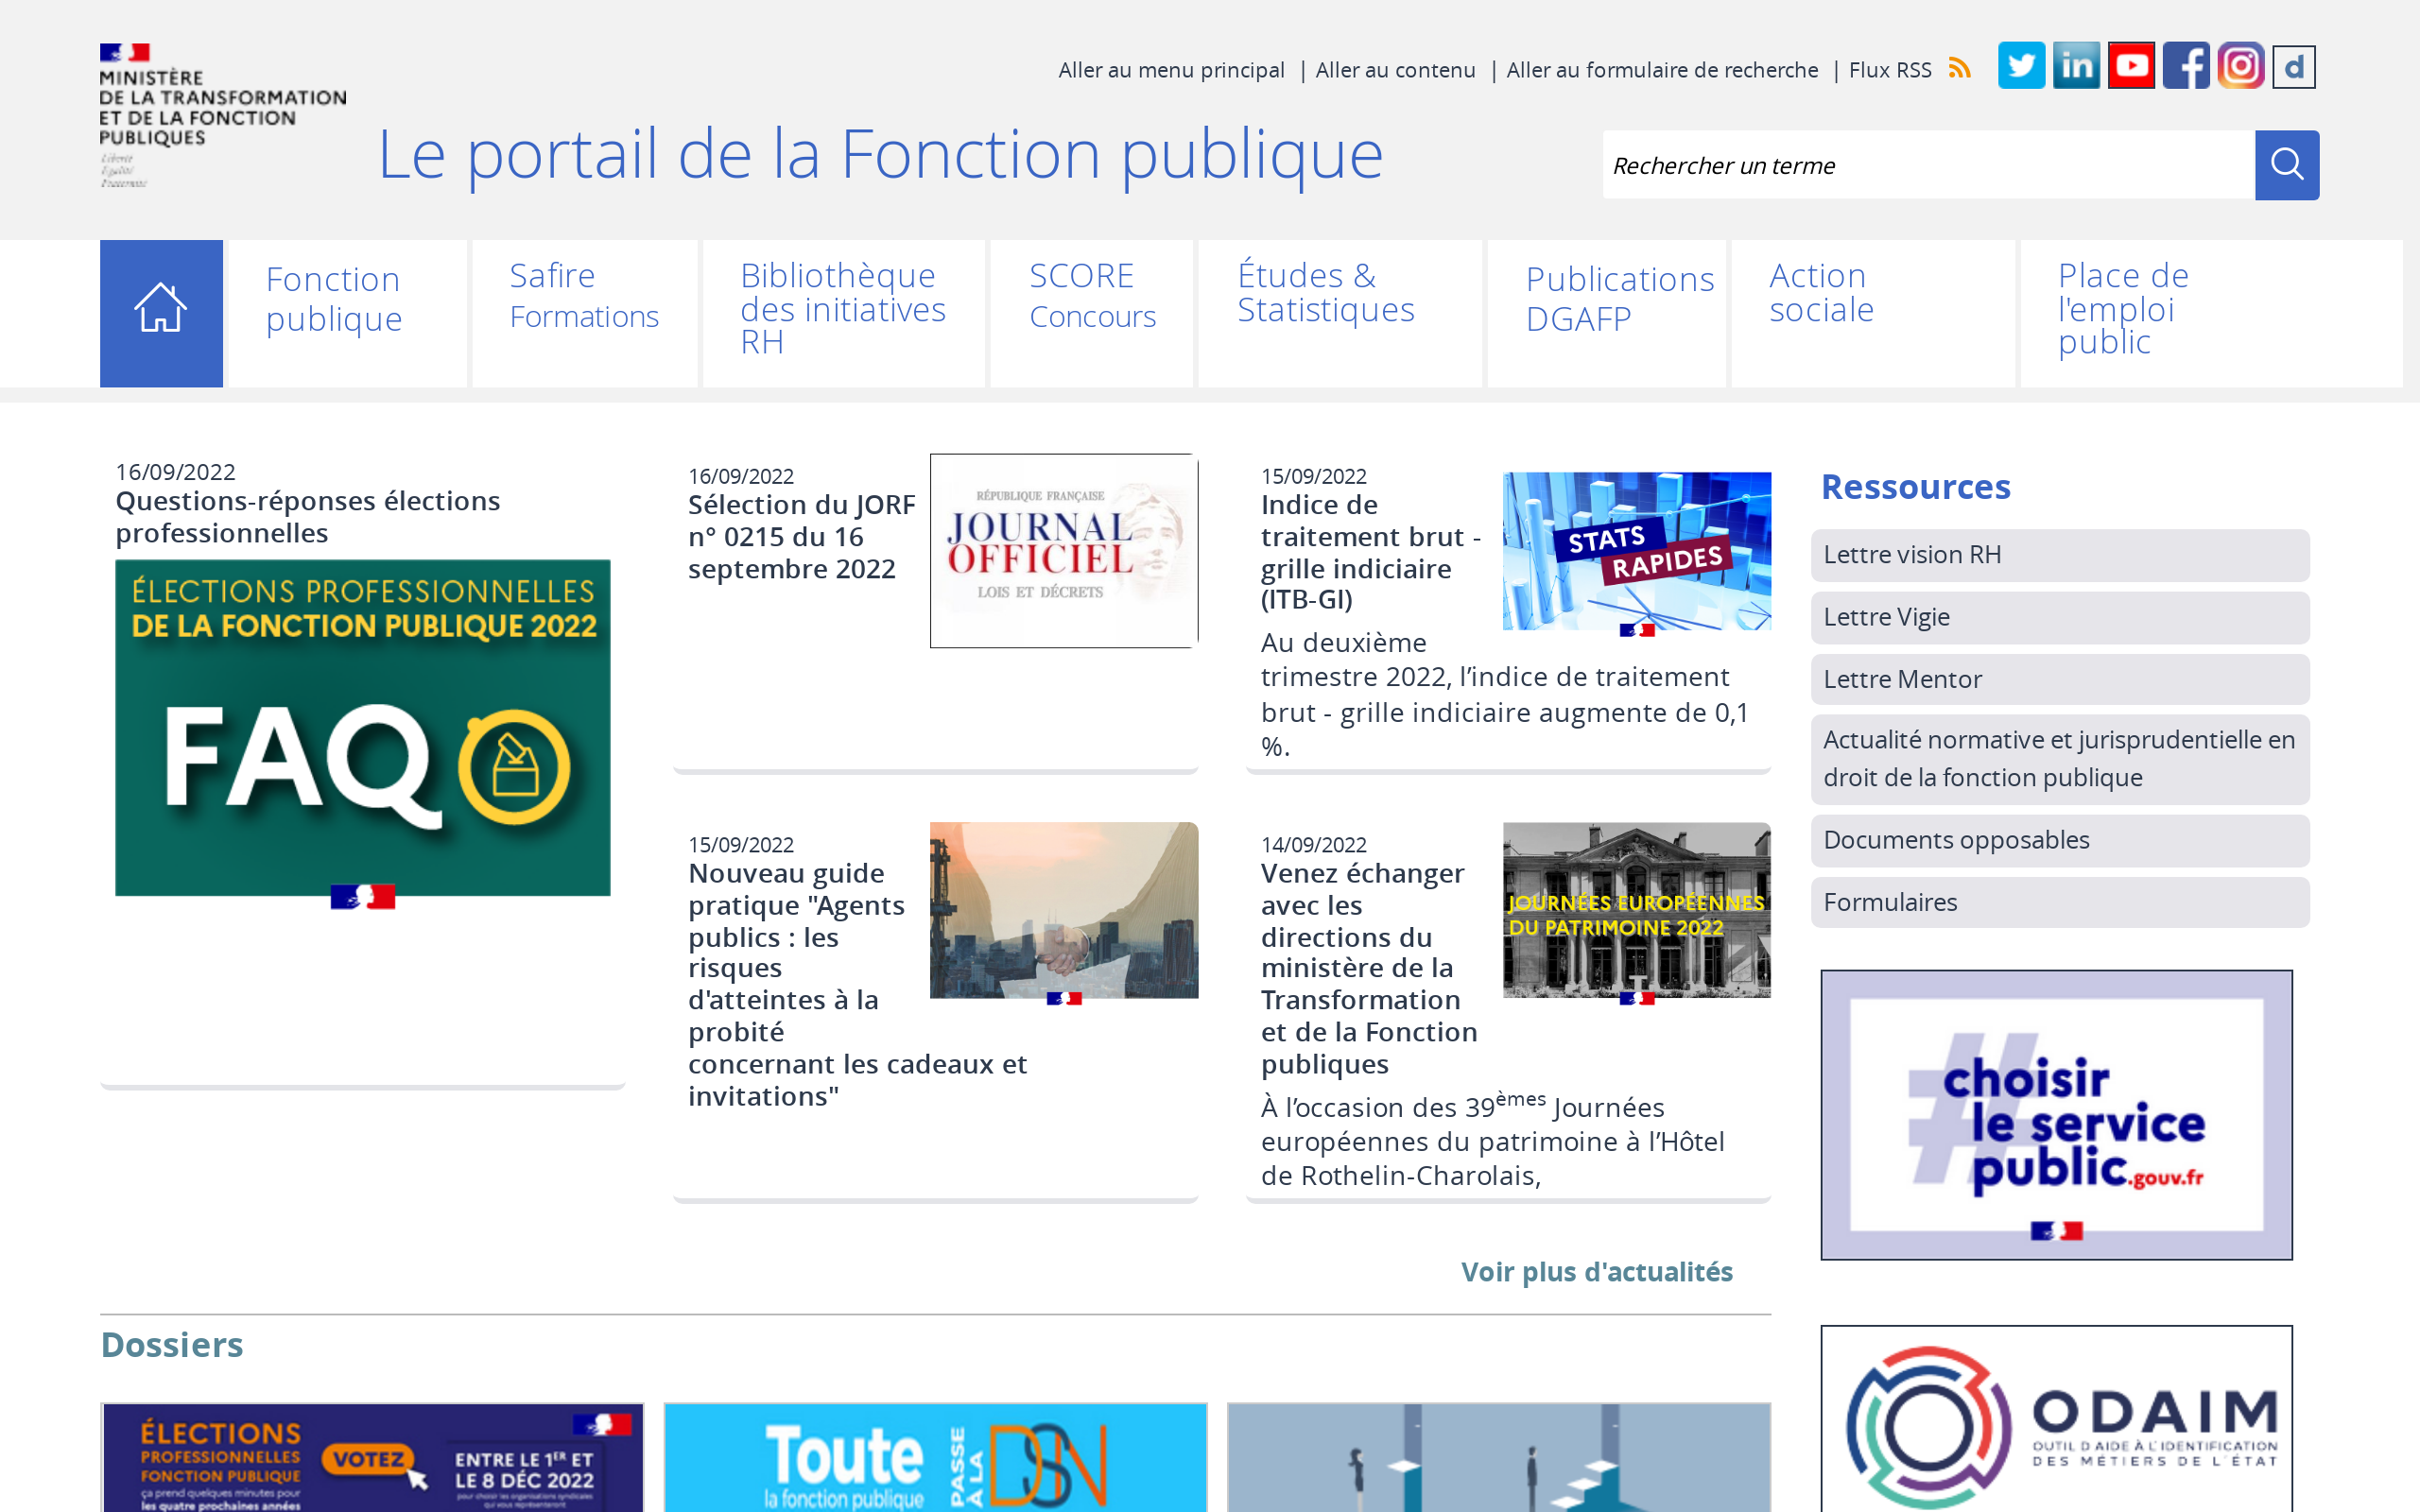 MINISTÈRE
DE LA TRANSFORMATION
ET DE LA FONCTION
PUBLIQUES
Liberté
Égalité
Fraternité
Aller au menu principal | Aller au contenu | Aller au formulaire de recherche | Flux RSS
Le portail de la Fonction publique
Rechercher un terme
Fonction
publique
Safire
Formations
Bibliothèque
des initiatives
RH
SCORE
Concours
Études &
Statistiques
Publications
DGAFP
Action
sociale
Place de
l'emploi
public
16/09/2022
Questions-réponses élections
professionnelles
ÉLECTIONS PROFESSIONNELLES
DE LA FONCTION PUBLIQUE 2022
FAQ
16/09/2022
Sélection du JORF
n° 0215 du 16
septembre 2022
RÉPUBLIQUE FRANÇAISE
JOURNAL
OFFICIEL
LOIS ET DÉCRETS
15/09/2022
Indice de
traitement brut -
grille indiciaire
(ITB-GI)
STATS
RAPIDES
Au deuxième
trimestre 2022, l’indice de traitement
brut - grille indiciaire augmente de 0,1
%.
15/09/2022
Nouveau guide
pratique "Agents
publics : les
risques
d'atteintes à la
probité
concernant les cadeaux et
invitations"
14/09/2022
Venez échanger
avec les
directions du
ministère de la
Transformation
et de la Fonction
publiques
JOURNÉES EUROPÉENNES
DU PATRIMOINE 2022
À l’occasion des 39èmes Journées
européennes du patrimoine à l’Hôtel
de Rothelin-Charolais,
Voir plus d'actualités
Ressources
Lettre vision RH
Lettre Vigie
Lettre Mentor
Actualité normative et jurisprudentielle en
droit de la fonction publique
Documents opposables
Formulaires
#choisir
le service
public.gouv.fr
ODAIM
OUTIL D'AIDE À L'IDENTIFICATION
DES MÉTIERS DE L'ÉTAT
Dossiers
ÉLECTIONS
PROFESSIONNELLES
FONCTION PUBLIQUE
ça prend quelques minutes pour
les quatre prochaines années
VOTEZ
ENTRE LE 1ER ET
LE 8 DÉC 2022
pour choisir les organisations syndicales
qui vous représenteront
Toute
la fonction publique
PASSE
À LA
DSN